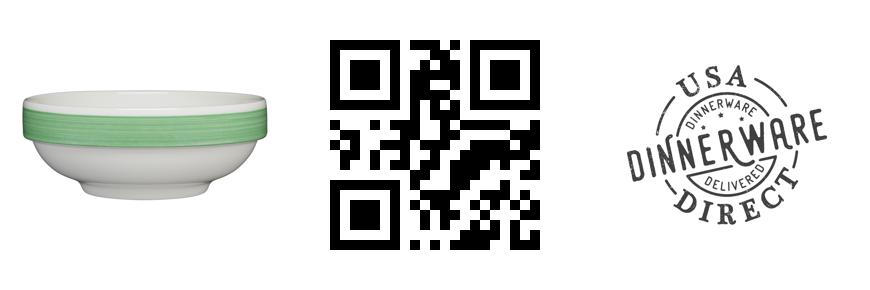 USA
DINNERWARE
DINNERWARE
DELIVERED
DIRECT